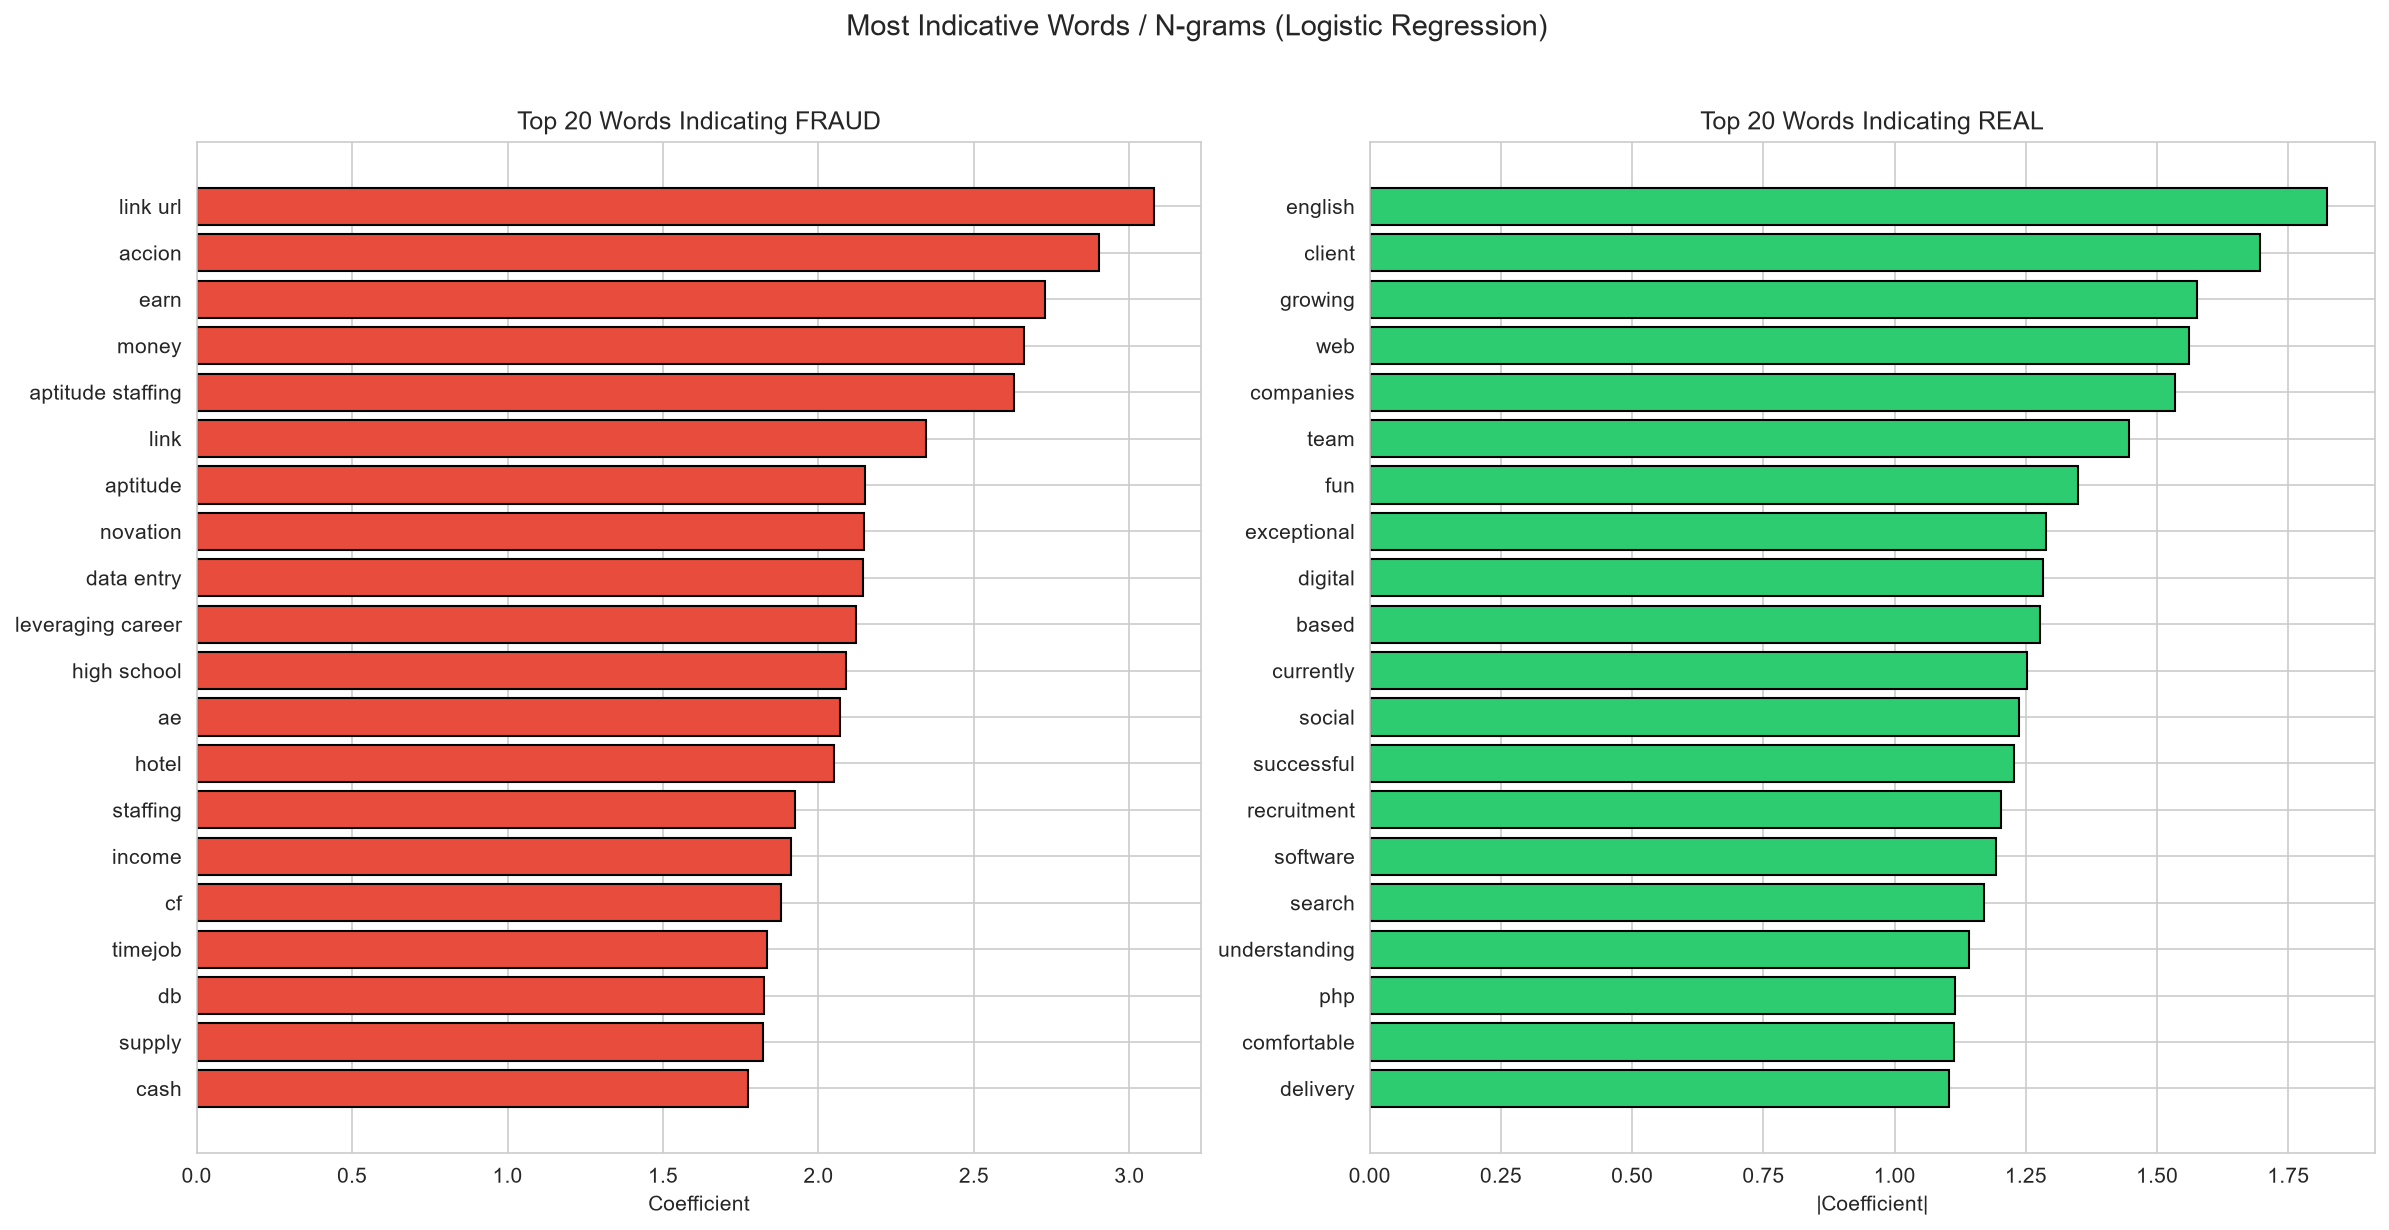 Most Indicative Words / N-grams (Logistic Regression)
Top 20 Words Indicating FRAUD
link url
accion
earn
money
aptitude staffing
link
aptitude
novation
data entry
leveraging career
high school
ae
hotel
staffing
income
cf
timejob
db
supply
cash
0.0 0.5 1.0 1.5 2.0 2.5 3.0
Coefficient
Top 20 Words Indicating REAL
english
client
growing
web
companies
team
fun
exceptional
digital
based
currently
social
successful
recruitment
software
search
understanding
php
comfortable
delivery
0.00 0.25 0.50 0.75 1.00 1.25 1.50 1.75
|Coefficient|